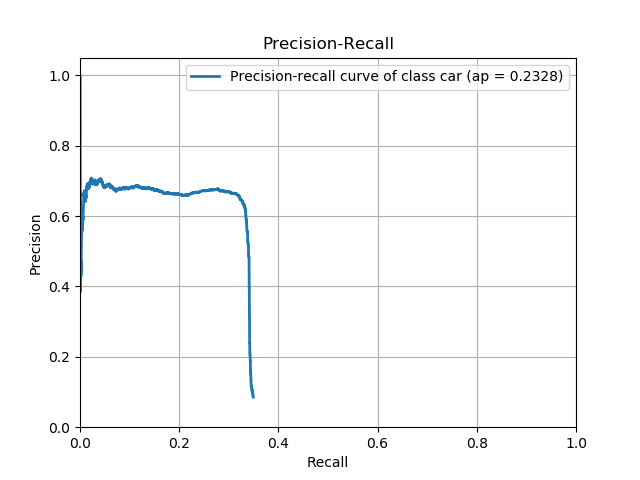 Precision-Recall
Precision-recall curve of class car (ap = 0.2328)
1.0
0.8
0.6
0.4
0.2
0.0
Precision
0.0 0.2 0.4 0.6 0.8 1.0
Recall